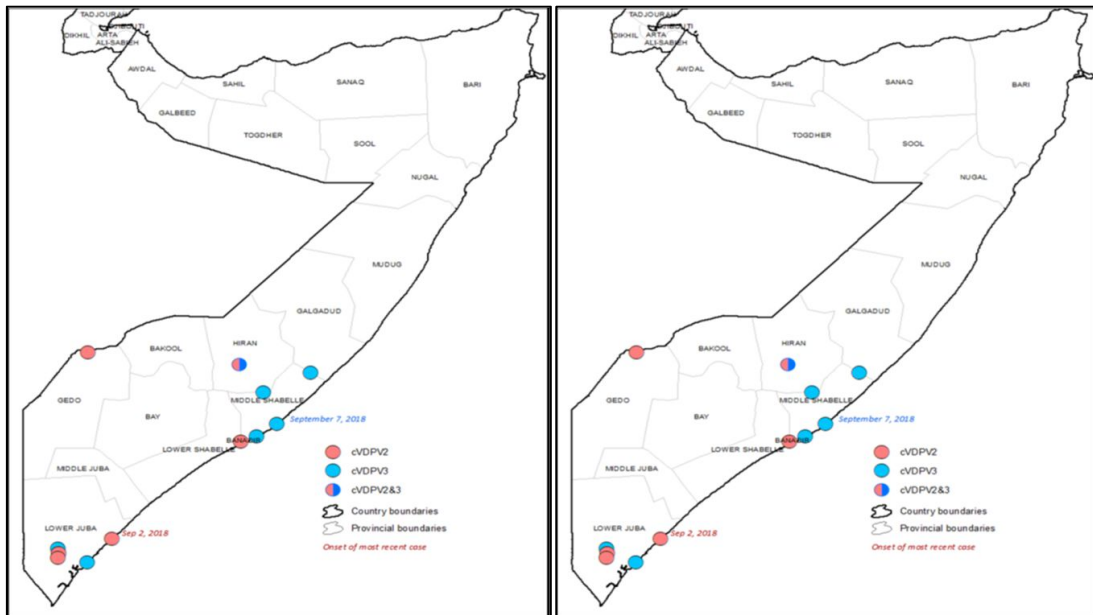 TADJOURAH
DJIBOUTI
DIKHIL
ARTA
ALI-SABIEH
AWDAL
SAHIL
SANAQ
BARI
GALBEED
TOGDHER
SOOL
NUGAL
MUDUG
GALGADUD
HIRAN
BAKOOL
GEDO
MIDDLE SHABELLE
BAY
September 7, 2018
BANADIR
LOWER SHABELLE
cVDPV2
MIDDLE JUBA
cVDPV3
cVDPV2&3
Country boundaries
LOWER JUBA
Provincial boundaries
Sep 2, 2018
Onset of most recent case
TADJOURAH
DJIBOUTI
DIKHIL
ARTA
ALI-SABIEH
AWDAL
SAHIL
SANAQ
BARI
GALBEED
TOGDHER
SOOL
NUGAL
MUDUG
GALGADUD
HIRAN
BAKOOL
GEDO
MIDDLE SHABELLE
BAY
September 7, 2018
BANADIR
LOWER SHABELLE
cVDPV2
MIDDLE JUBA
cVDPV3
cVDPV2&3
Country boundaries
LOWER JUBA
Provincial boundaries
Sep 2, 2018
Onset of most recent case